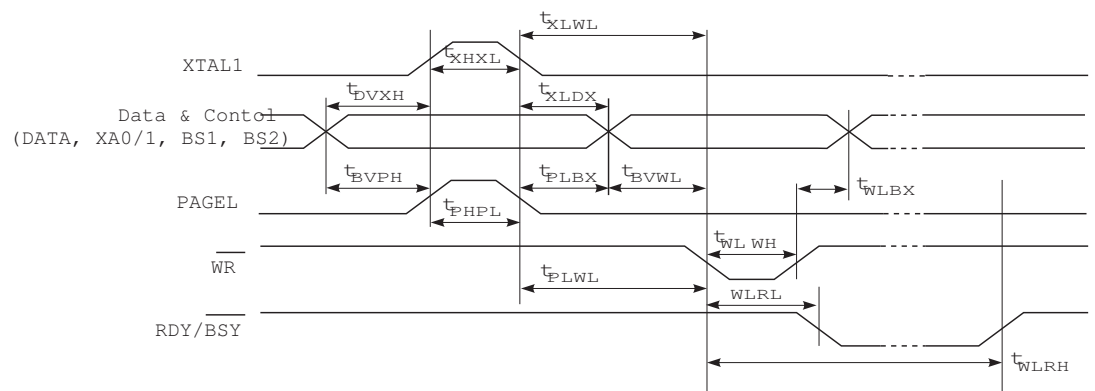 tXLWL
tXHXL
XTAL1
tDVXH
tXLDX
Data & Contol
(DATA, XA0/1, BS1, BS2)
tBVPH
tPLBX
tBVWL
tWLBX
PAGEL
tPHPL
tWL WH
WR
tPLWL
WLRL
RDY/BSY
tWLRH